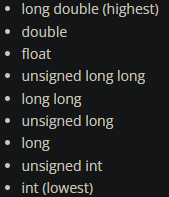 • long double (highest)
• double
• float
• unsigned long long
• long long
• unsigned long
• long
• unsigned int
• int (lowest)